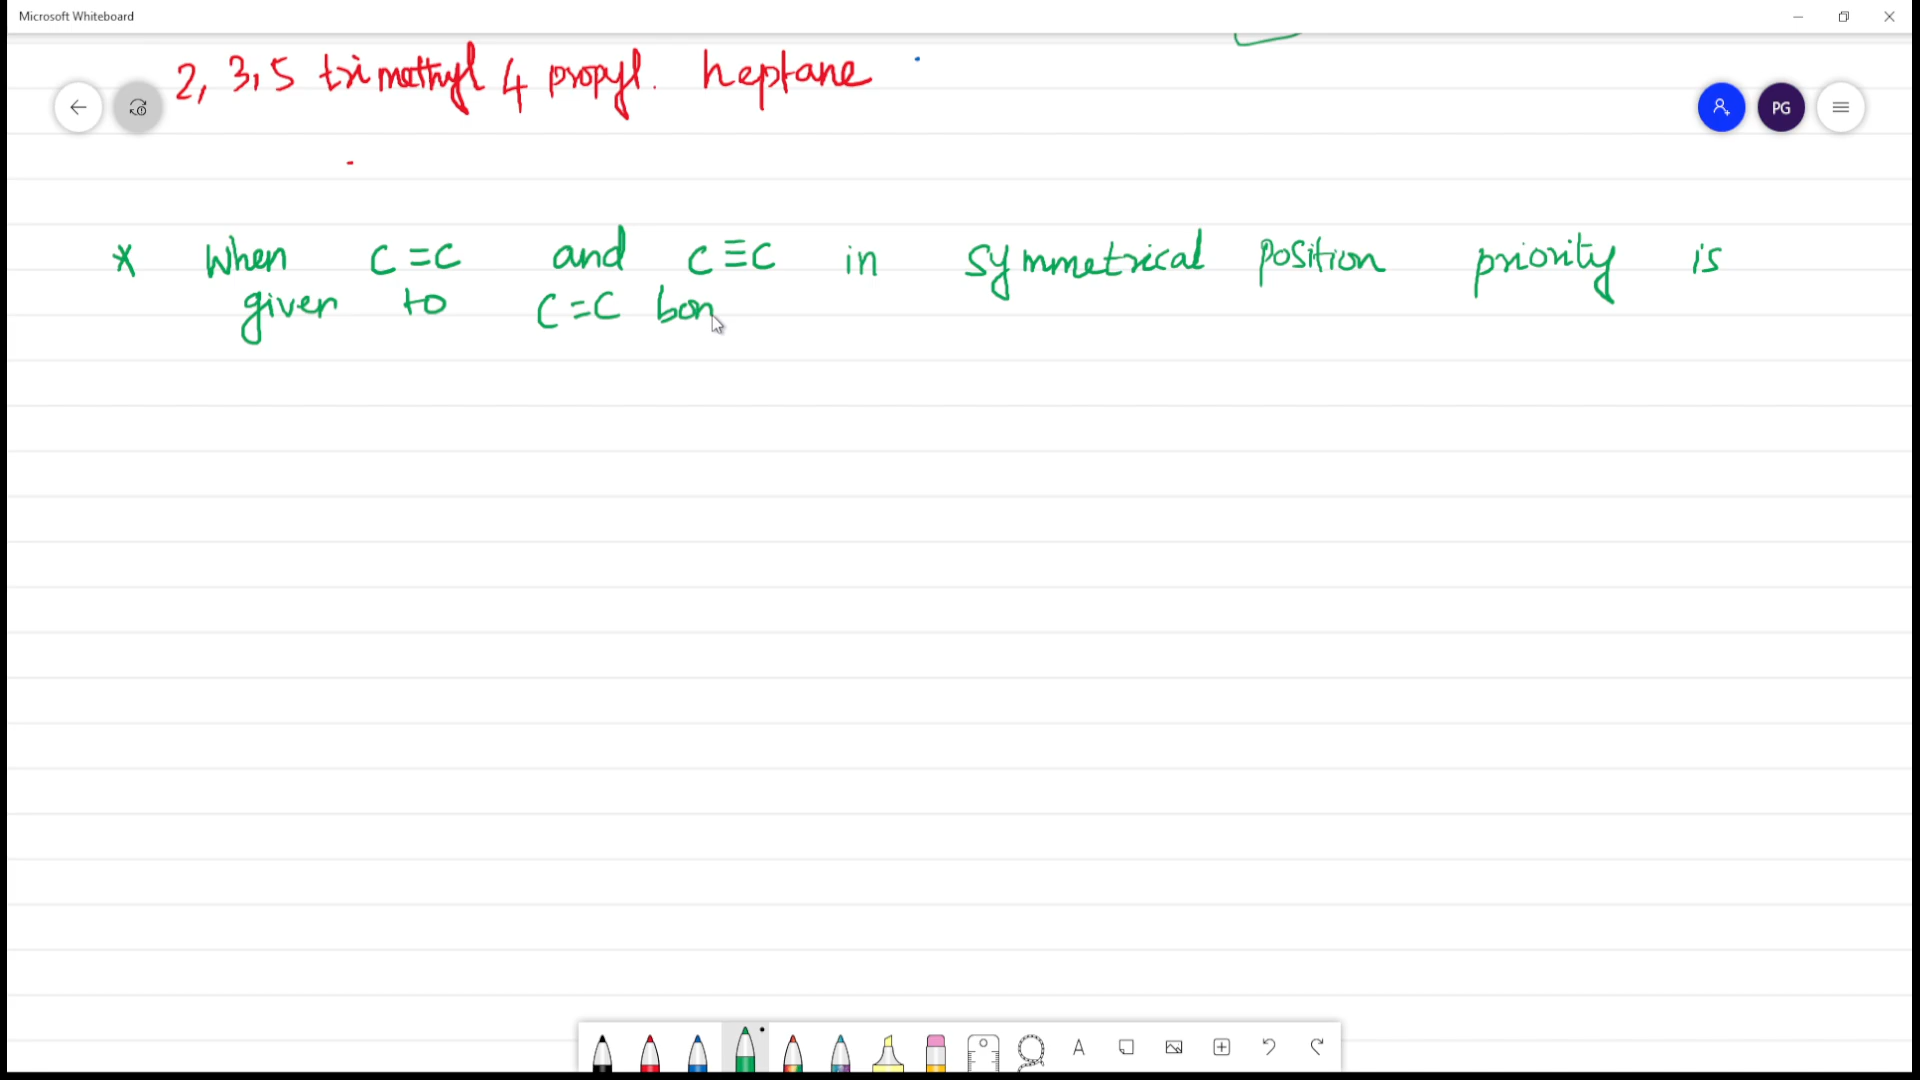 Microsoft Whiteboard
2, 3, 5 trimethyl 4 propyl. heptane
PG
* When C=C and C≡C in symmetrical position priority is
given to C=C bon
A